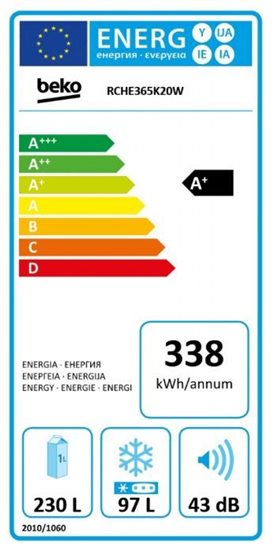 ENERG Y IJA
енергия · ενεργεια IE IA
beko RCHE365K20W
A+++
A++
A+ A+
A
B
C
D
338
kWh/annum
ENERGIA · ЕНЕРГИЯ
ΕΝΕΡΓΕΙΑ · ENERGIJA
ENERGY · ENERGIE · ENERGI
1L
230 L 97 L 43 dB
2010/1060